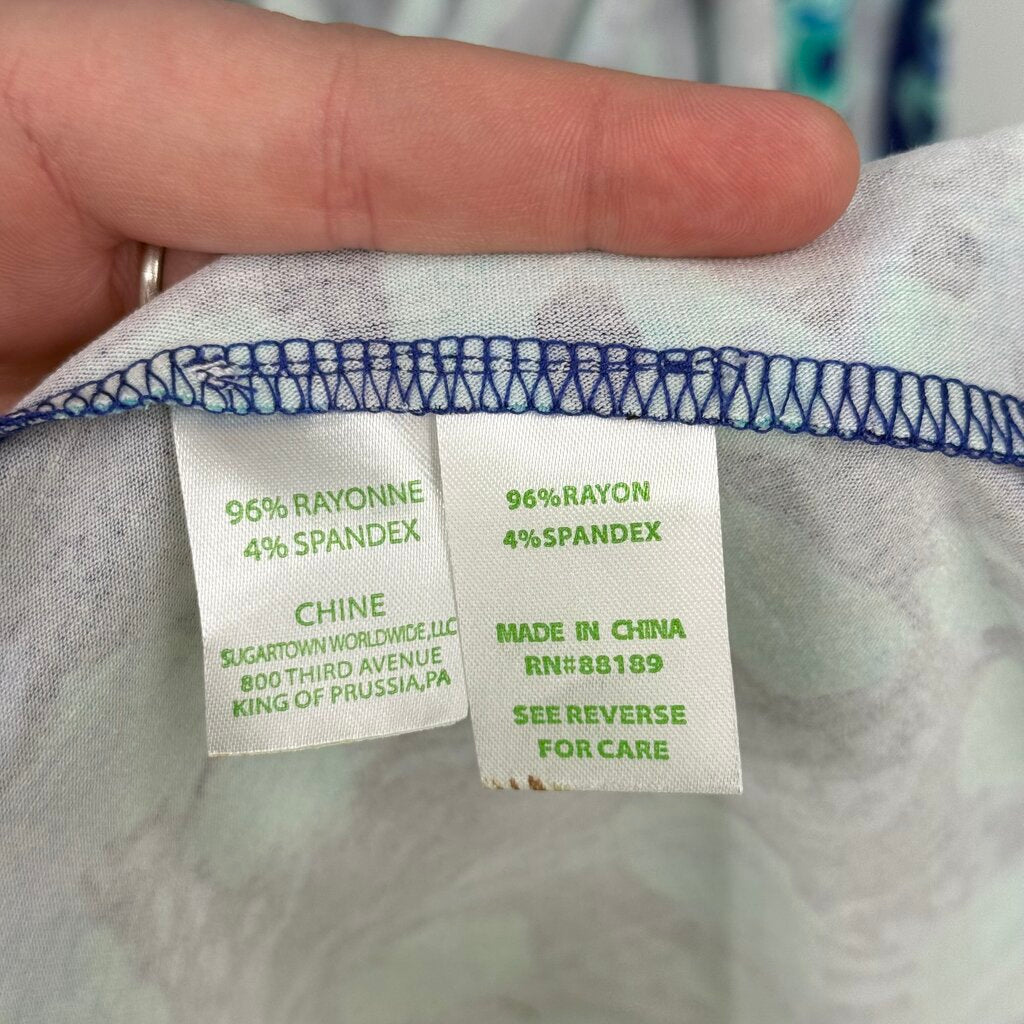 96% RAYONNE
4% SPANDEX
CHINE
SUGARTOWN WORLDWIDE,LLC
800 THIRD AVENUE
KING OF PRUSSIA,PA
96%RAYON
4%SPANDEX
MADE IN CHINA
RN#88189
SEE REVERSE
FOR CARE